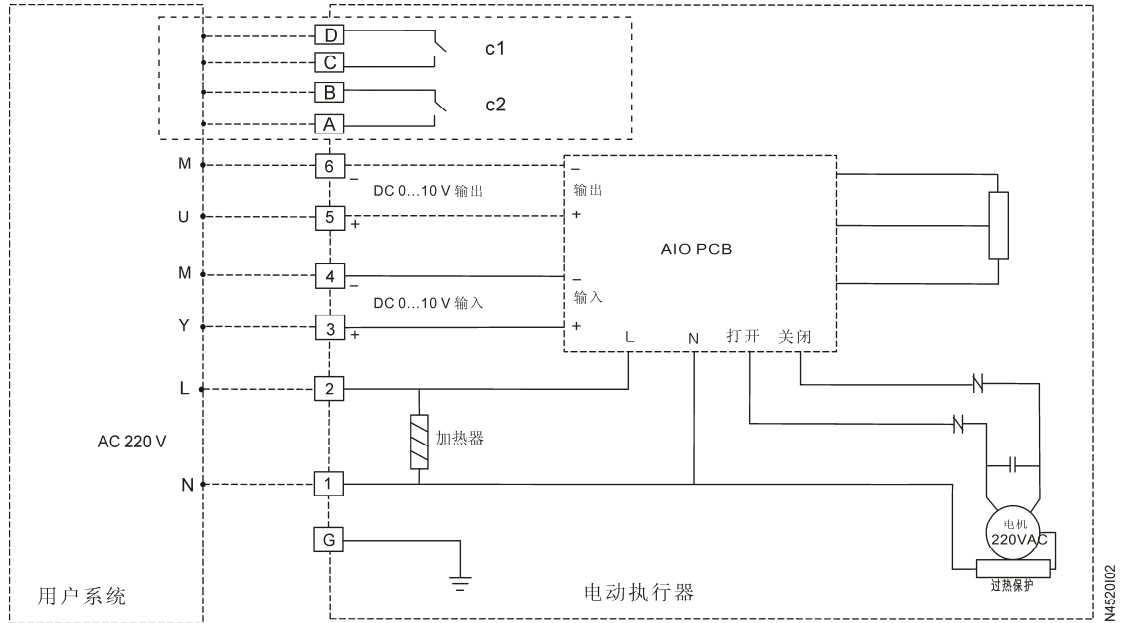 D
c1
C
B
c2
A
M
6
−
DC 0...10 V 输出
−
输出
U
5
+
+
AIO PCB
M
4
−
DC 0...10 V 输入
−
输入
Y
3
+
+
L
N
打开
关闭
L
2
加热器
AC 220 V
N
1
G
电机
220VAC
过热保护
用户系统
电动执行器
N4520I02